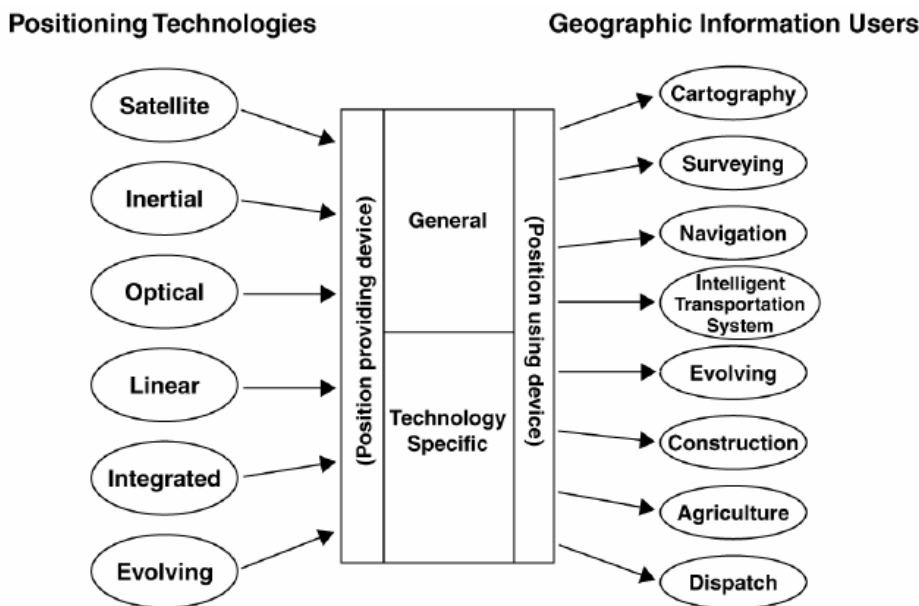 Positioning Technologies
Geographic Information Users
Satellite
Inertial
Optical
Linear
Integrated
Evolving
(Position providing device)
General
Technology
Specific
(Position using device)
Cartography
Surveying
Navigation
Intelligent
Transportation
System
Evolving
Construction
Agriculture
Dispatch